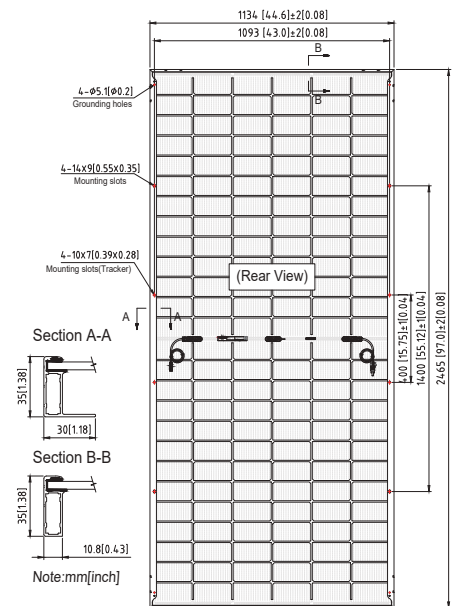 1134 [44.6]±2[0.08]
1093 [43.0]±2[0.08]
B
B
4-ø5.1[ø0.2]
Grounding holes
4-14x9[0.55x0.35]
Mounting slots
4-10x7[0.39x0.28]
Mounting slots(Tracker)
(Rear View)
A
A
400 [15.75]±1[0.04]
1400 [55.12]±1[0.04]
2465 [97.0]±2[0.08]
Section A-A
35[1.38]
30[1.18]
Section B-B
35[1.38]
10.8[0.43]
Note:mm[inch]